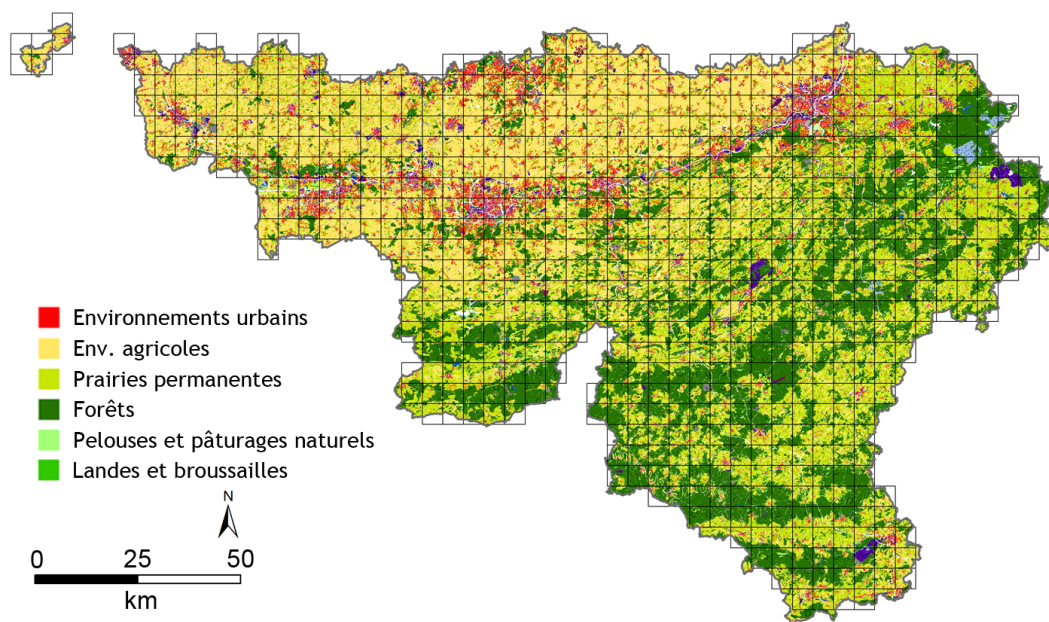 Environnements urbains
Env. agricoles
Prairies permanentes
Forêts
Pelouses et pâturages naturels
Landes et broussailles
N
0 25 50
km